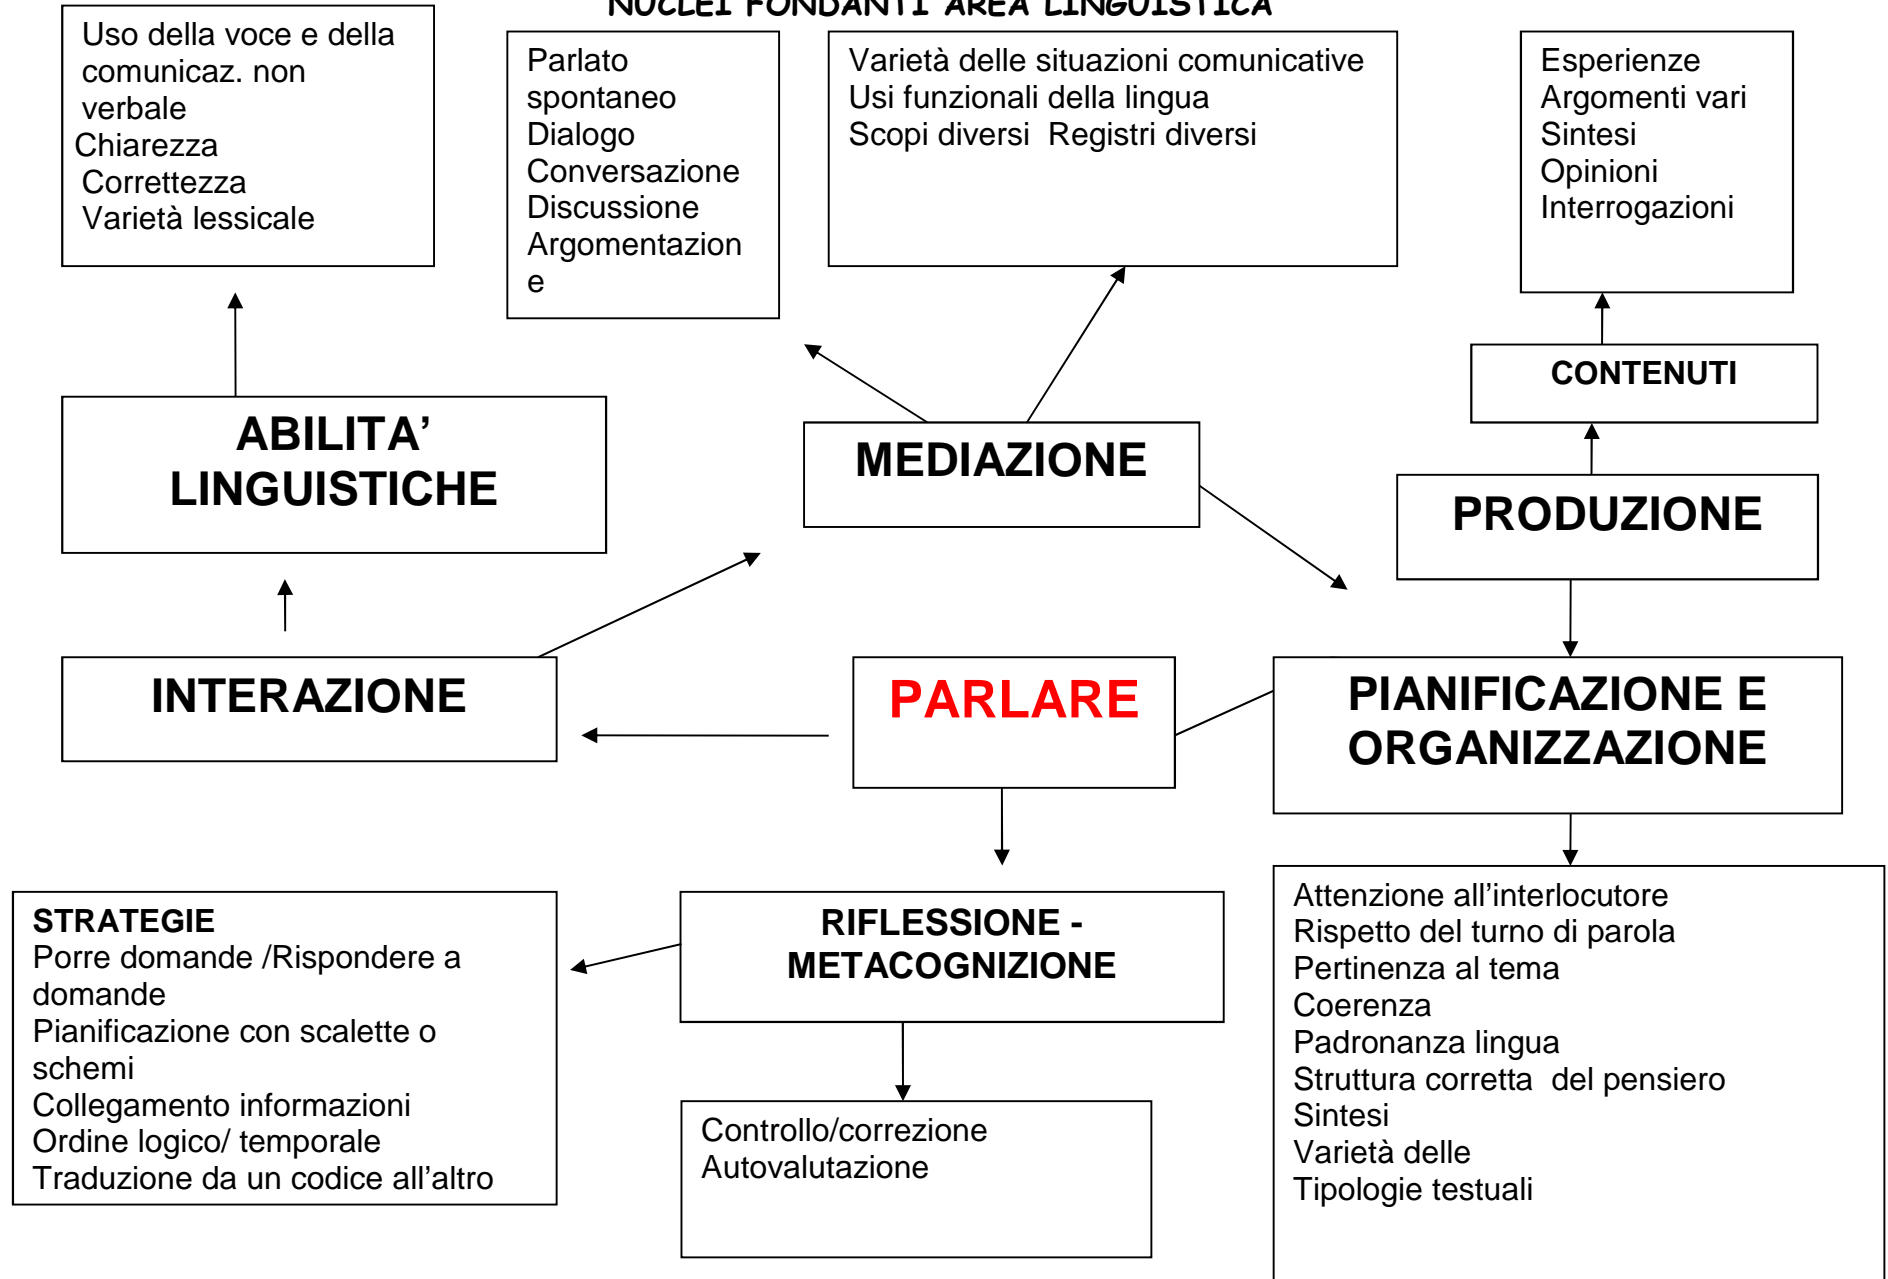 NUCLEI FONDANTI AREA LINGUISTICA
Uso della voce e della
comunicaz. non
verbale
Chiarezza
Correttezza
Varietà lessicale
Parlato
spontaneo
Dialogo
Conversazione
Discussione
Argomentazion
e
Varietà delle situazioni comunicative
Usi funzionali della lingua
Scopi diversi  Registri diversi
Esperienze
Argomenti vari
Sintesi
Opinioni
Interrogazioni
CONTENUTI
ABILITA’
LINGUISTICHE
MEDIAZIONE
PRODUZIONE
INTERAZIONE
PARLARE
PIANIFICAZIONE E
ORGANIZZAZIONE
STRATEGIE
Porre domande /Rispondere a
domande
Pianificazione con scalette o
schemi
Collegamento informazioni
Ordine logico/ temporale
Traduzione da un codice all’altro
RIFLESSIONE -
METACOGNIZIONE
Controllo/correzione
Autovalutazione
Attenzione all’interlocutore
Rispetto del turno di parola
Pertinenza al tema
Coerenza
Padronanza lingua
Struttura corretta  del pensiero
Sintesi
Varietà delle
Tipologie testuali